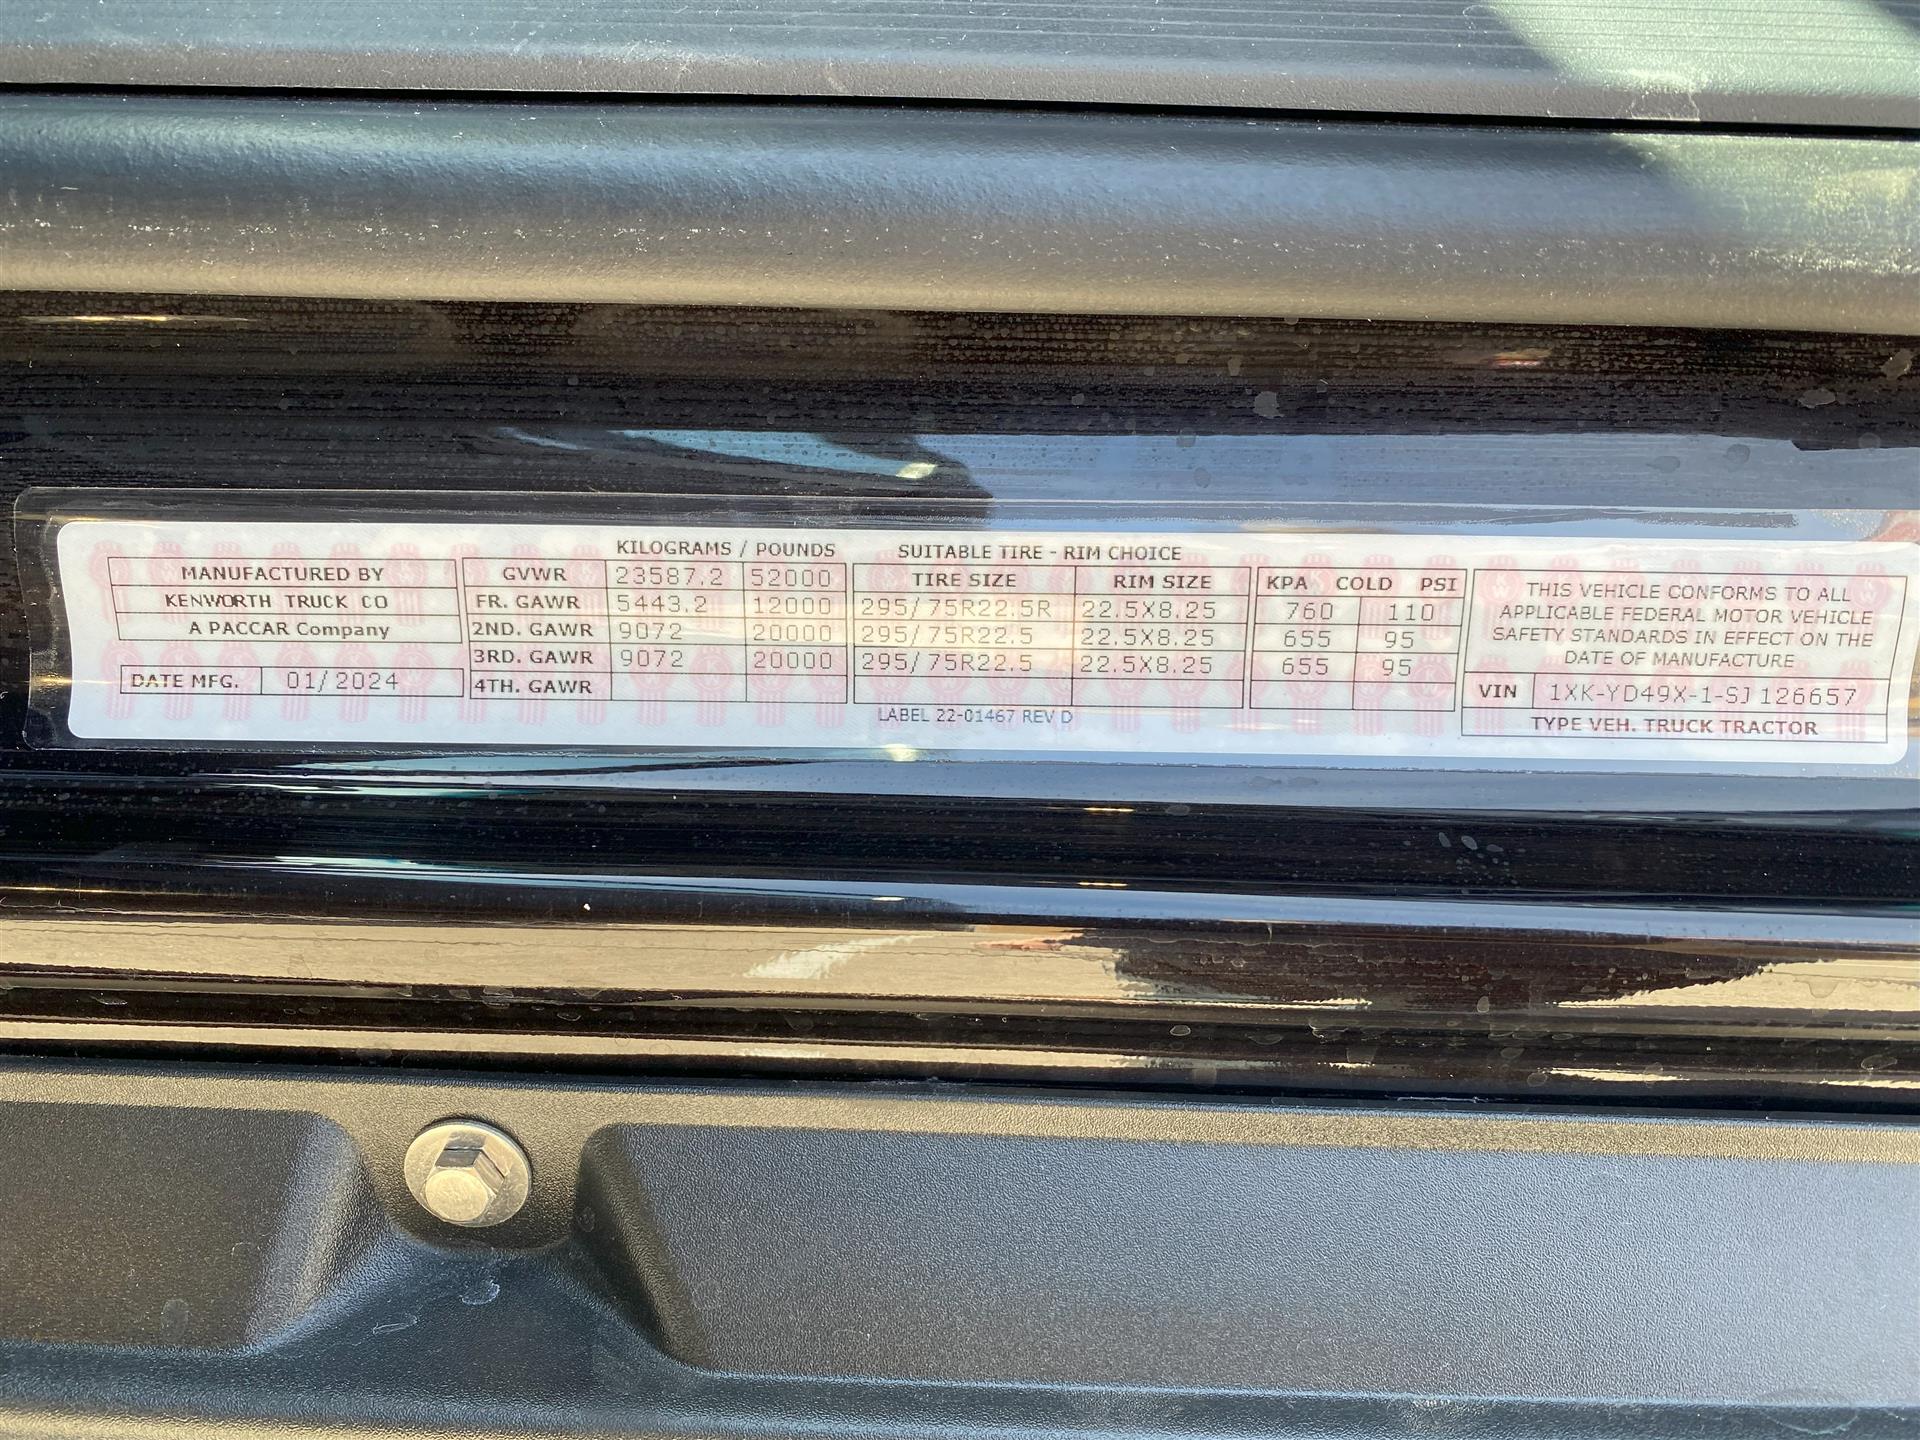 KILOGRAMS / POUNDS SUITABLE TIRE - RIM CHOICE
MANUFACTURED BY
KENWORTH TRUCK CO
A PACCAR Company
DATE MFG. 01/2024
GVWR 23587.2 52000 TIRE SIZE RIM SIZE KPA COLD PSI
FR. GAWR 5443.2 12000 295/75R22.5R 22.5X8.25 760 110
2ND. GAWR 9072 20000 295/75R22.5 22.5X8.25 655 95
3RD. GAWR 9072 20000 295/75R22.5 22.5X8.25 655 95
4TH. GAWR
LABEL 22-01467 REV D
THIS VEHICLE CONFORMS TO ALL
APPLICABLE FEDERAL MOTOR VEHICLE
SAFETY STANDARDS IN EFFECT ON THE
DATE OF MANUFACTURE
VIN 1XK-YD49X-1-SJ126657
TYPE VEH. TRUCK TRACTOR